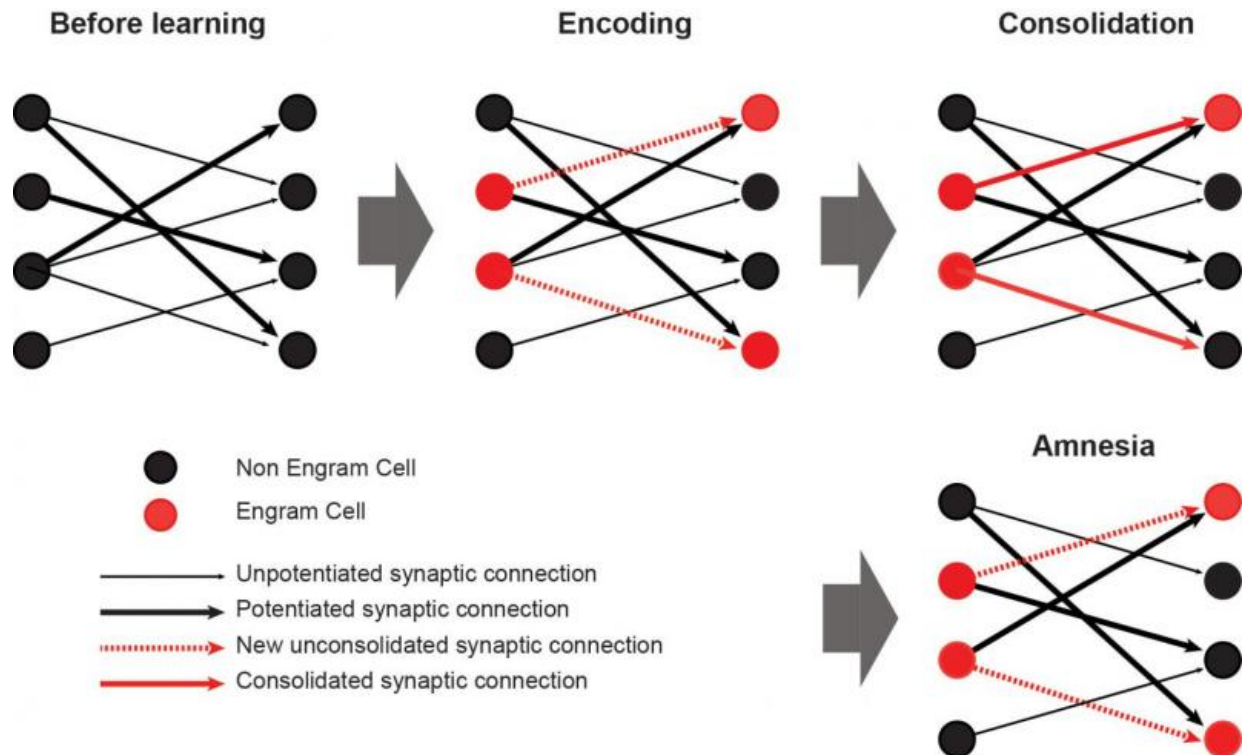 Before learning
Encoding
Consolidation
Amnesia
Non Engram Cell
Engram Cell
Unpotentiated synaptic connection
Potentiated synaptic connection
New unconsolidated synaptic connection
Consolidated synaptic connection